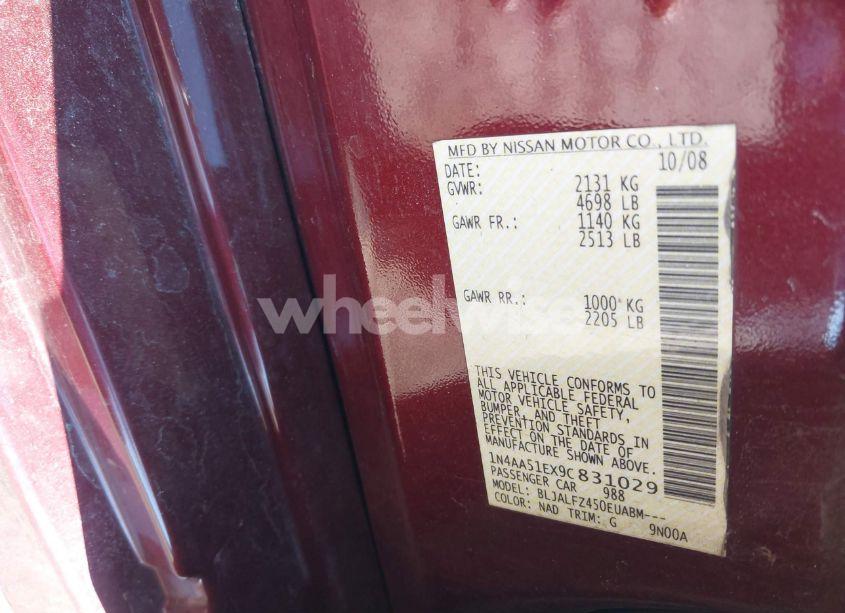 MFD BY NISSAN MOTOR CO., LTD.
DATE: 10/08
GVWR: 2131 KG
4698 LB
GAWR FR.: 1140 KG
2513 LB
GAWR RR.: 1000 KG
2205 LB
THIS VEHICLE CONFORMS TO
ALL APPLICABLE FEDERAL
MOTOR VEHICLE SAFETY,
BUMPER, AND THEFT
PREVENTION STANDARDS IN
EFFECT ON THE DATE OF
MANUFACTURE SHOWN ABOVE.
1N4AA51EX9C831029
PASSENGER CAR 988
MODEL: BLJALFZ450EUABM---
COLOR: NAD TRIM: G 9N00A
wheelwise